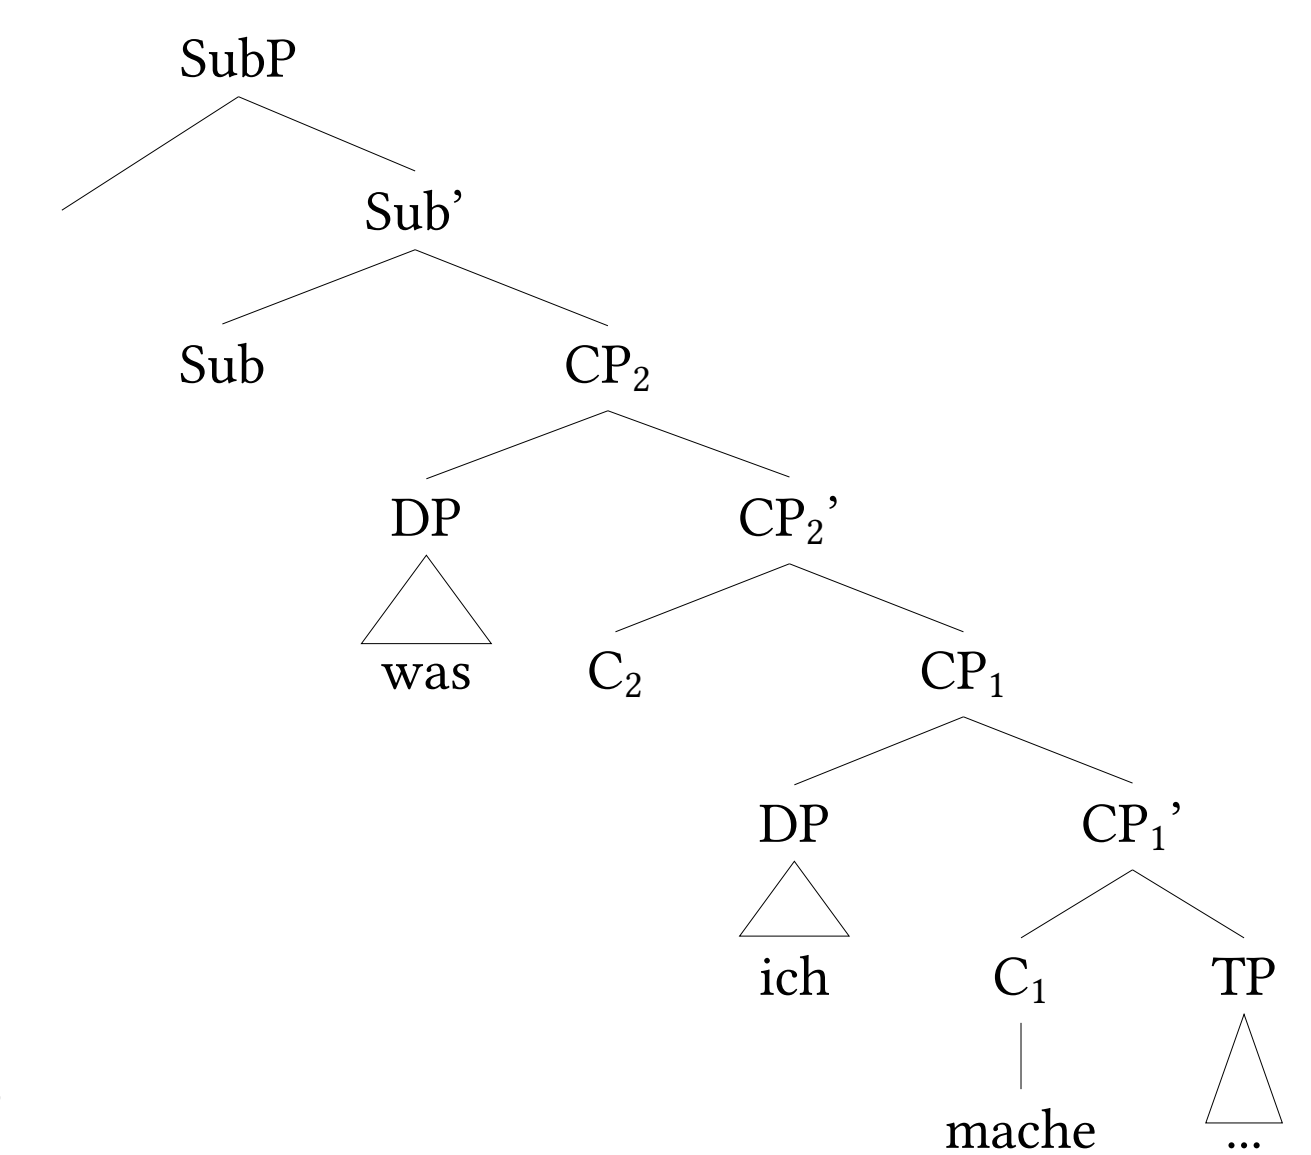 SubP
Sub’
Sub CP₂
DP CP₂’
was C₂ CP₁
DP CP₁’
ich C₁ TP
mache ...